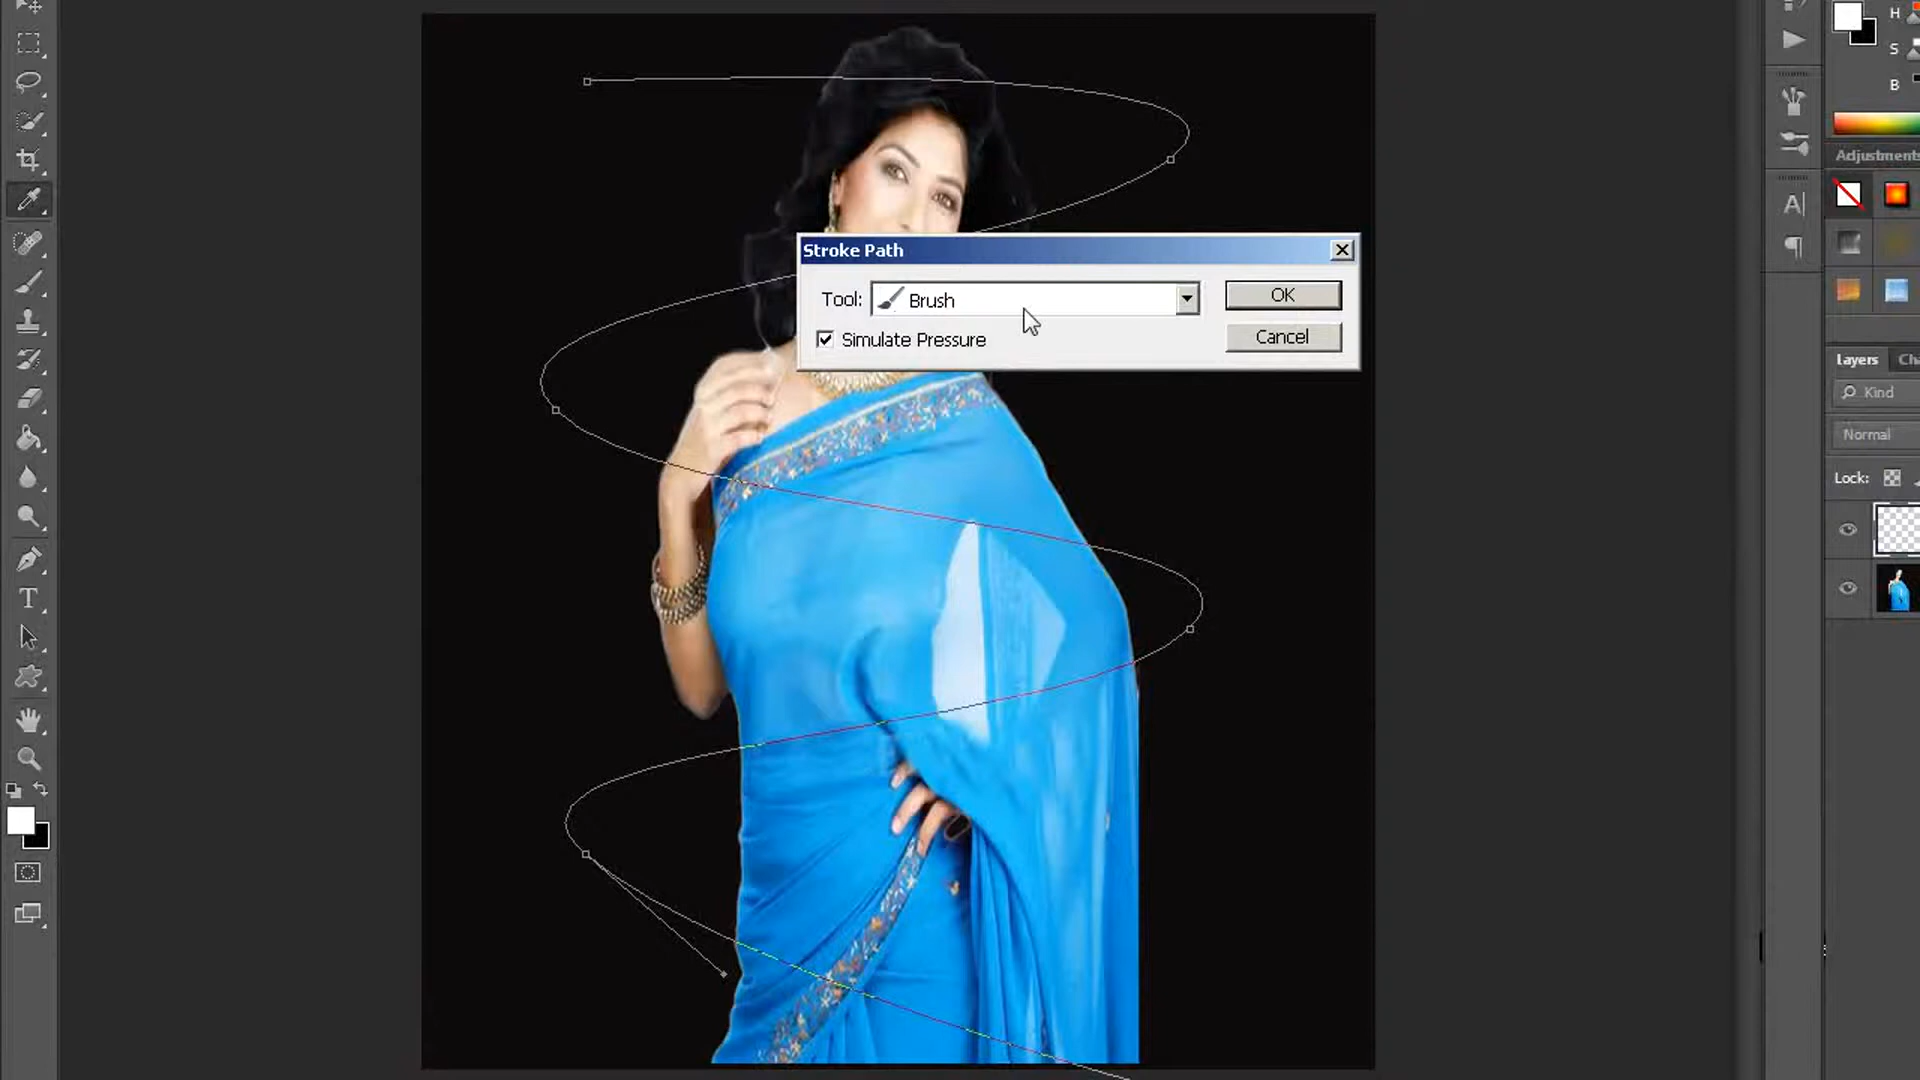 H
S
B
Adjustments
Stroke Path
Tool: Brush
OK
Simulate Pressure
Cancel
Layers
Kind
Normal
Lock:
T
A